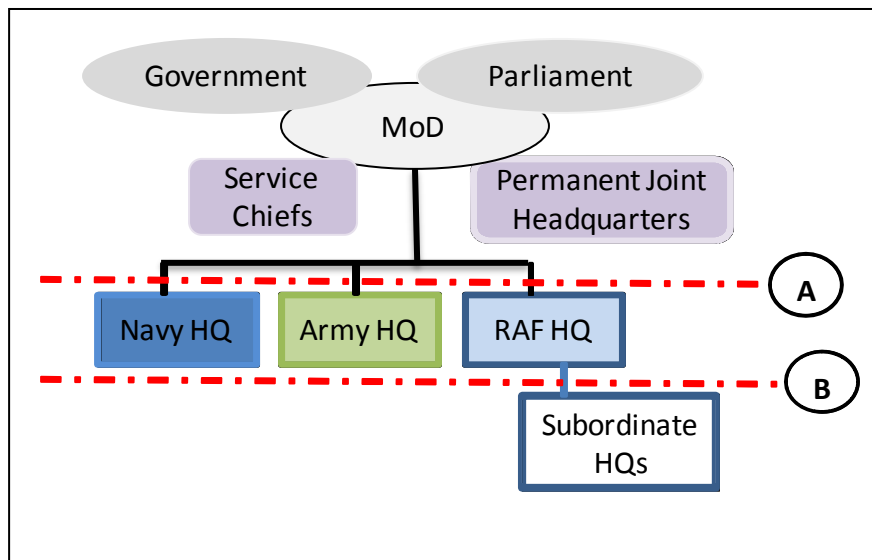 Government
Parliament
MoD
Service
Chiefs
Permanent Joint
Headquarters
A
Navy HQ
Army HQ
RAF HQ
B
Subordinate
HQs